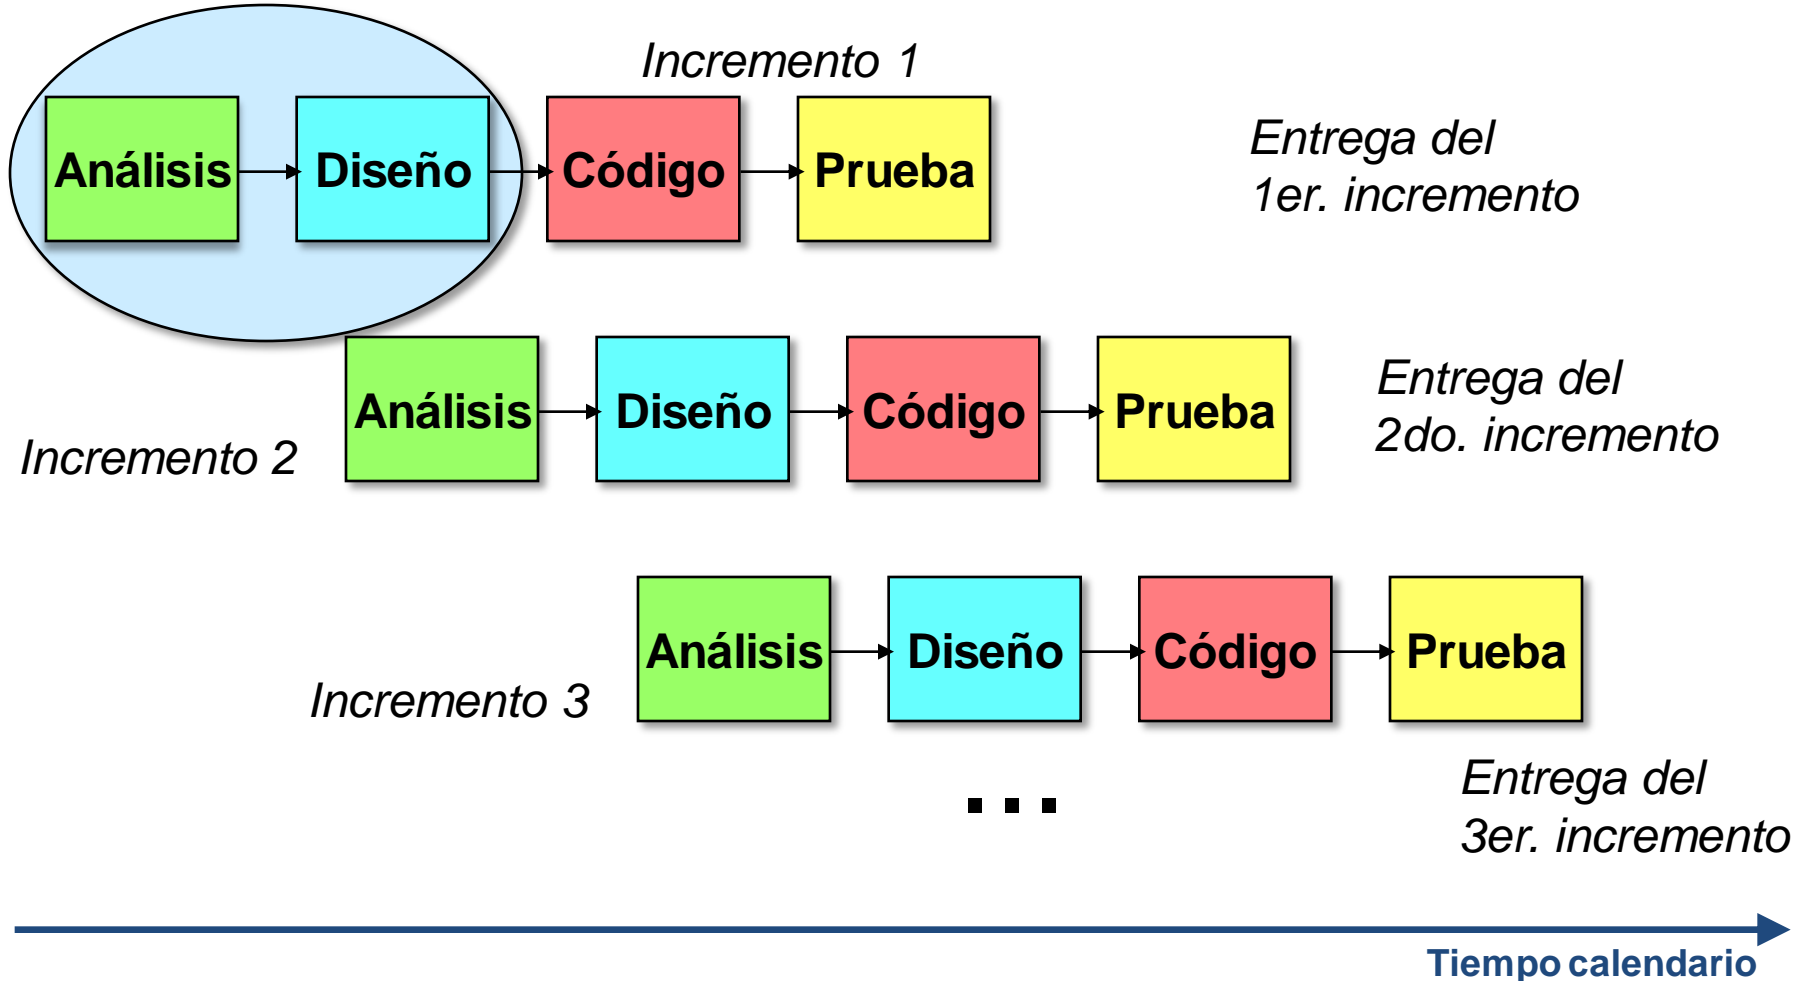 Incremento 1
Análisis
Diseño
Código
Prueba
Entrega del
1er. incremento
Incremento 2
Análisis
Diseño
Código
Prueba
Entrega del
2do. incremento
Incremento 3
Análisis
Diseño
Código
Prueba
...
Entrega del
3er. incremento
Tiempo calendario